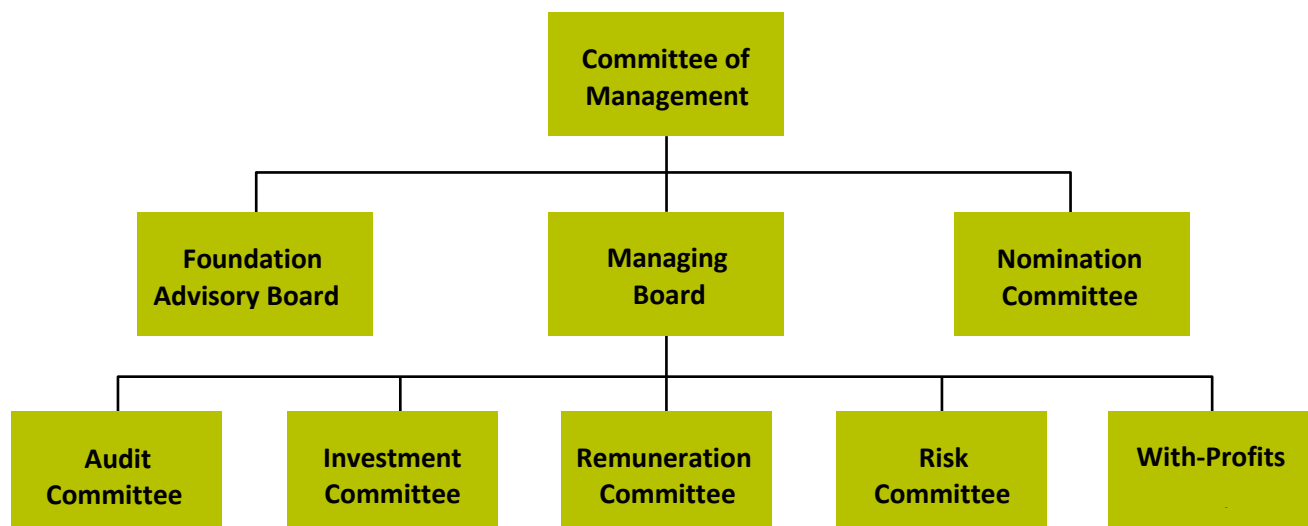 Committee of
Management
Foundation
Advisory Board
Managing
Board
Nomination
Committee
Audit
Committee
Investment
Committee
Remuneration
Committee
Risk
Committee
With-Profits